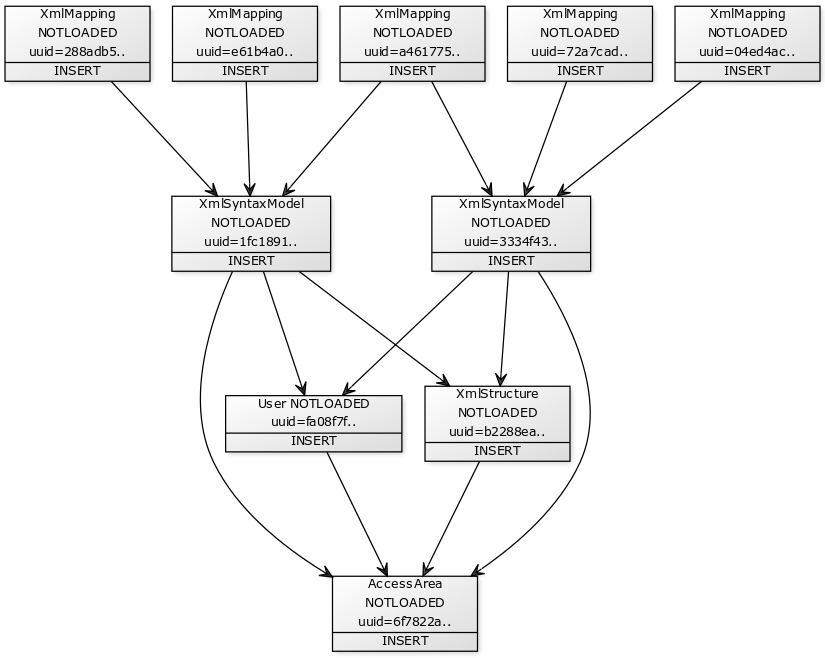 XmlMapping
NOTLOADED
uuid=288adb5..
INSERT
XmlMapping
NOTLOADED
uuid=e61b4a0..
INSERT
XmlMapping
NOTLOADED
uuid=a461775..
INSERT
XmlMapping
NOTLOADED
uuid=72a7cad..
INSERT
XmlMapping
NOTLOADED
uuid=04ed4ac..
INSERT
XmlSyntaxModel
NOTLOADED
uuid=1fc1891..
INSERT
XmlSyntaxModel
NOTLOADED
uuid=3334f43..
INSERT
User NOTLOADED
uuid=fa08f7f..
INSERT
XmlStructure
NOTLOADED
uuid=b2288ea..
INSERT
AccessArea
NOTLOADED
uuid=6f7822a..
INSERT